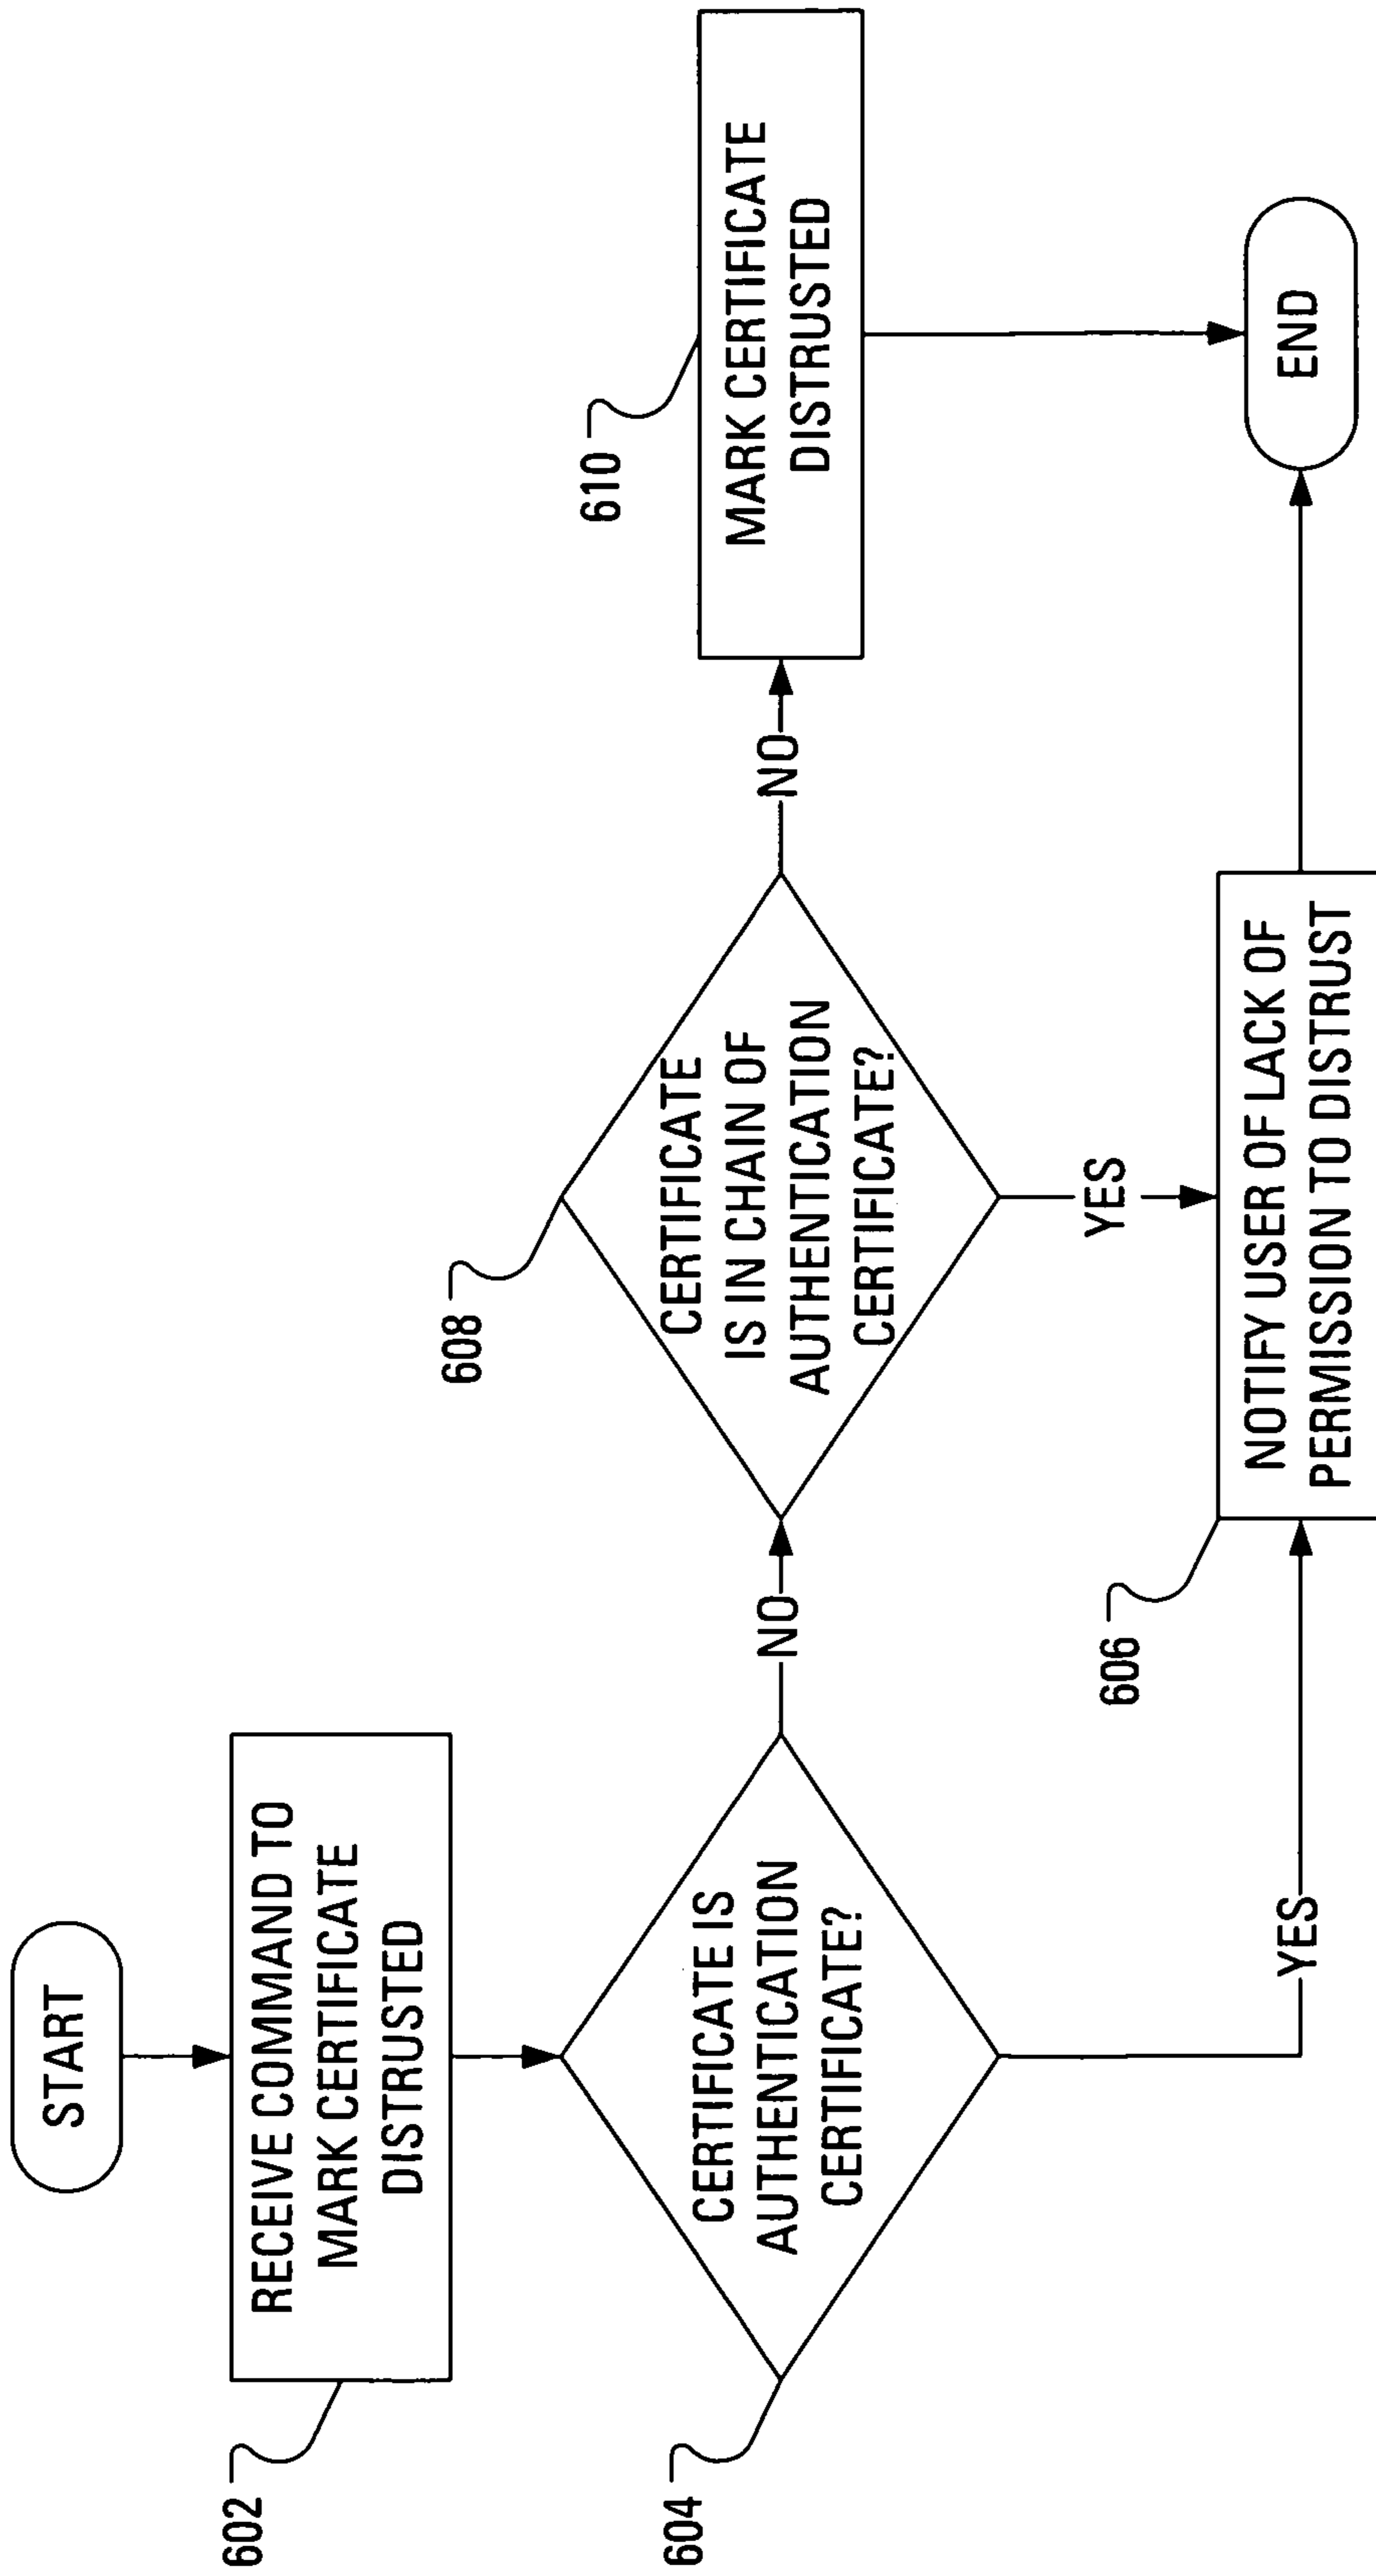 START
602
RECEIVE COMMAND TO
MARK CERTIFICATE
DISTRUSTED
604
CERTIFICATE IS
AUTHENTICATION
CERTIFICATE?
NO
608
CERTIFICATE
IS IN CHAIN OF
AUTHENTICATION
CERTIFICATE?
NO
610
MARK CERTIFICATE
DISTRUSTED
YES
YES
606
NOTIFY USER OF LACK OF
PERMISSION TO DISTRUST
END